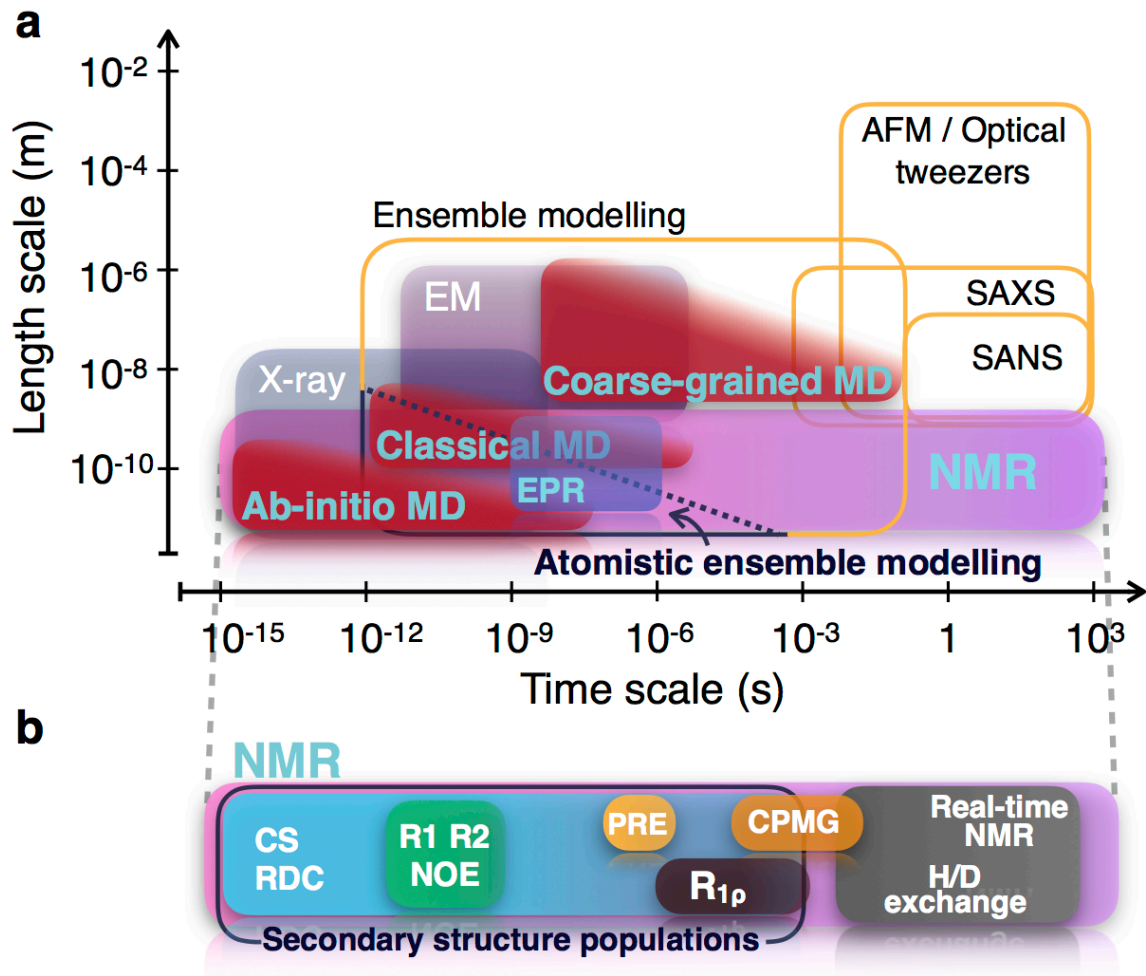 a
Length scale (m)
10-2
10-4
10-6
10-8
10-10
AFM / Optical
tweezers
Ensemble modelling
EM
SAXS
SANS
X-ray
Coarse-grained MD
Classical MD
NMR
EPR
Ab-initio MD
Atomistic ensemble modelling
10-15 10-12 10-9 10-6 10-3 1 103
Time scale (s)
b
NMR
CS
RDC
R1 R2
NOE
PRE
CPMG
R1ρ
Real-time
NMR
H/D
exchange
Secondary structure populations